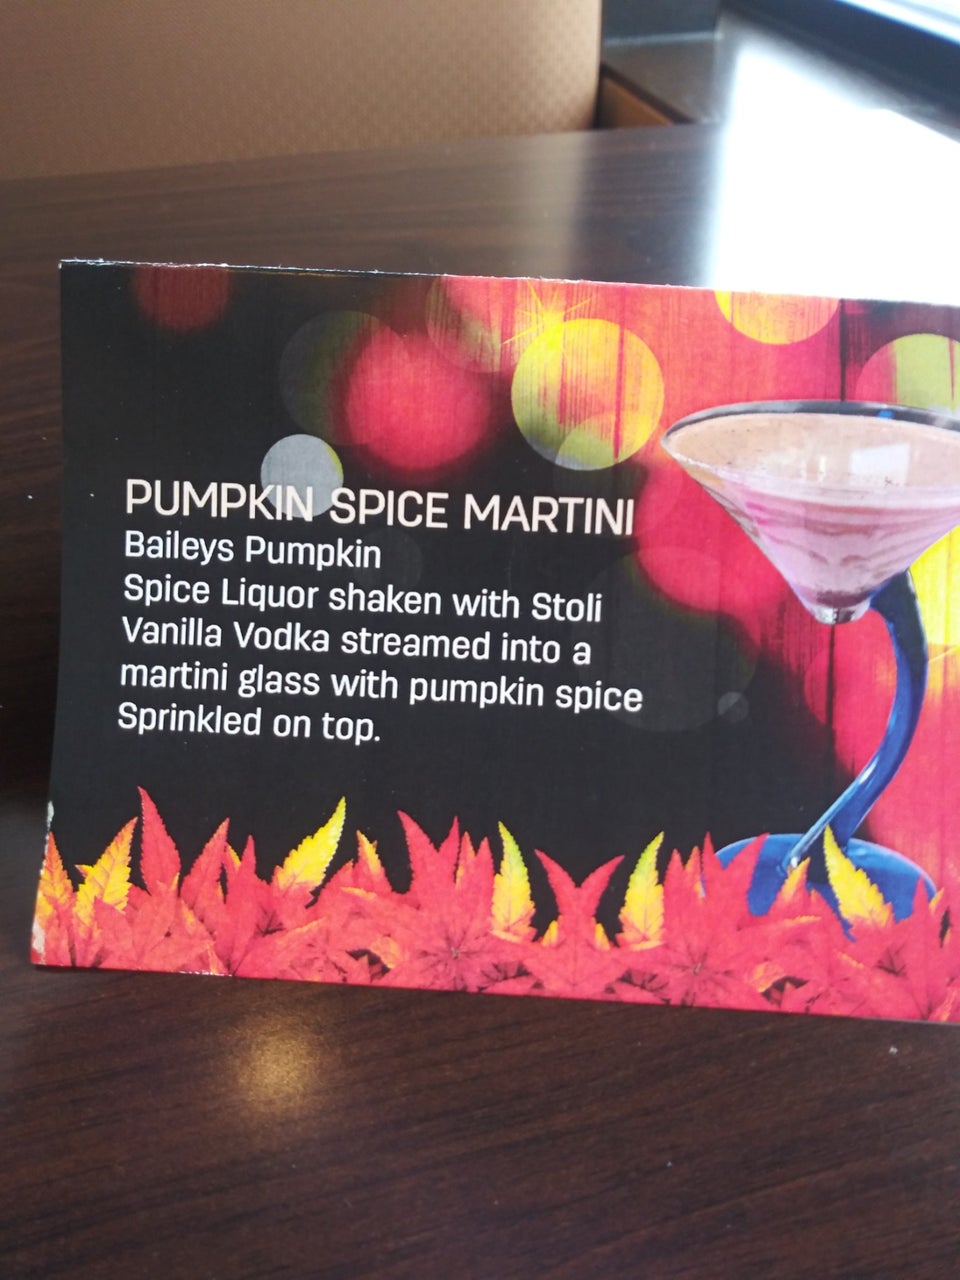 PUMPKIN SPICE MARTINI
Baileys Pumpkin
Spice Liquor shaken with Stoli
Vanilla Vodka streamed into a
martini glass with pumpkin spice
Sprinkled on top.